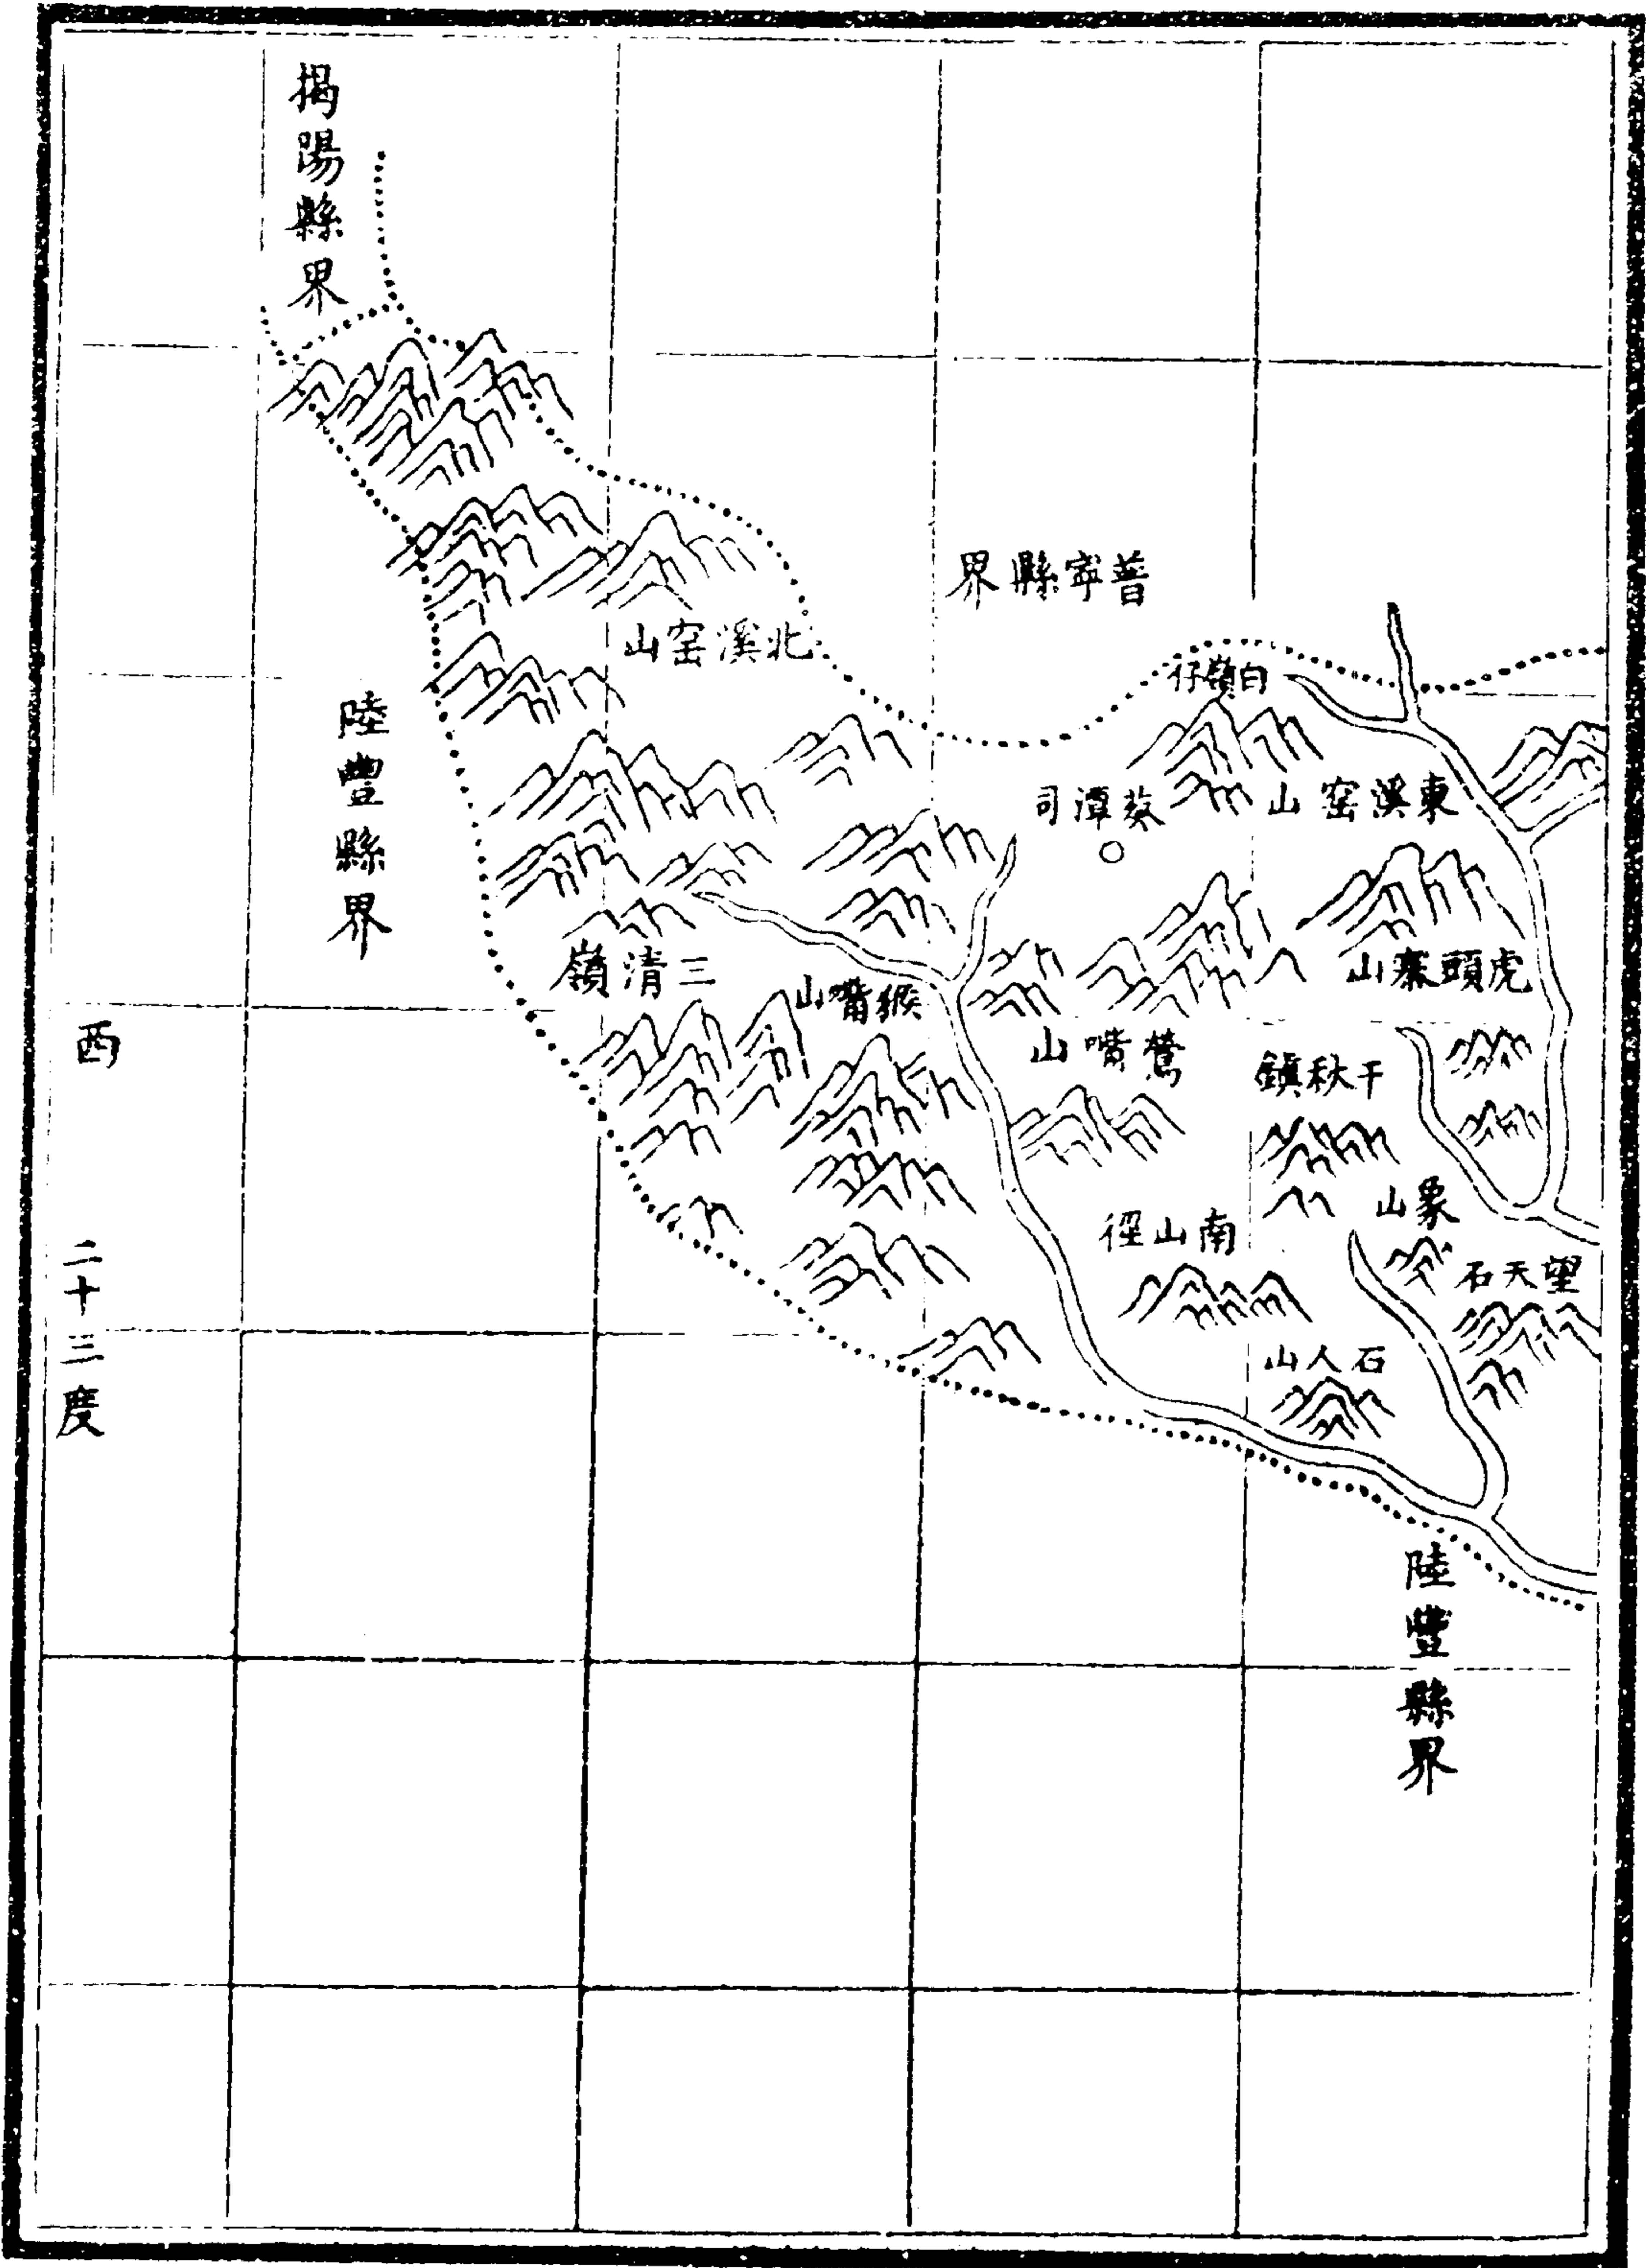 揭陽縣界
普寧縣界
北溪窑山
白嶺仔
陸豐縣界
東溪窑山
葵潭司
虎頭寨山
三清嶺
猴嘴山
鶯嘴山
干秋鎮
西
象山
南山徑
望天石
二十三度
石人山
陸豐縣界